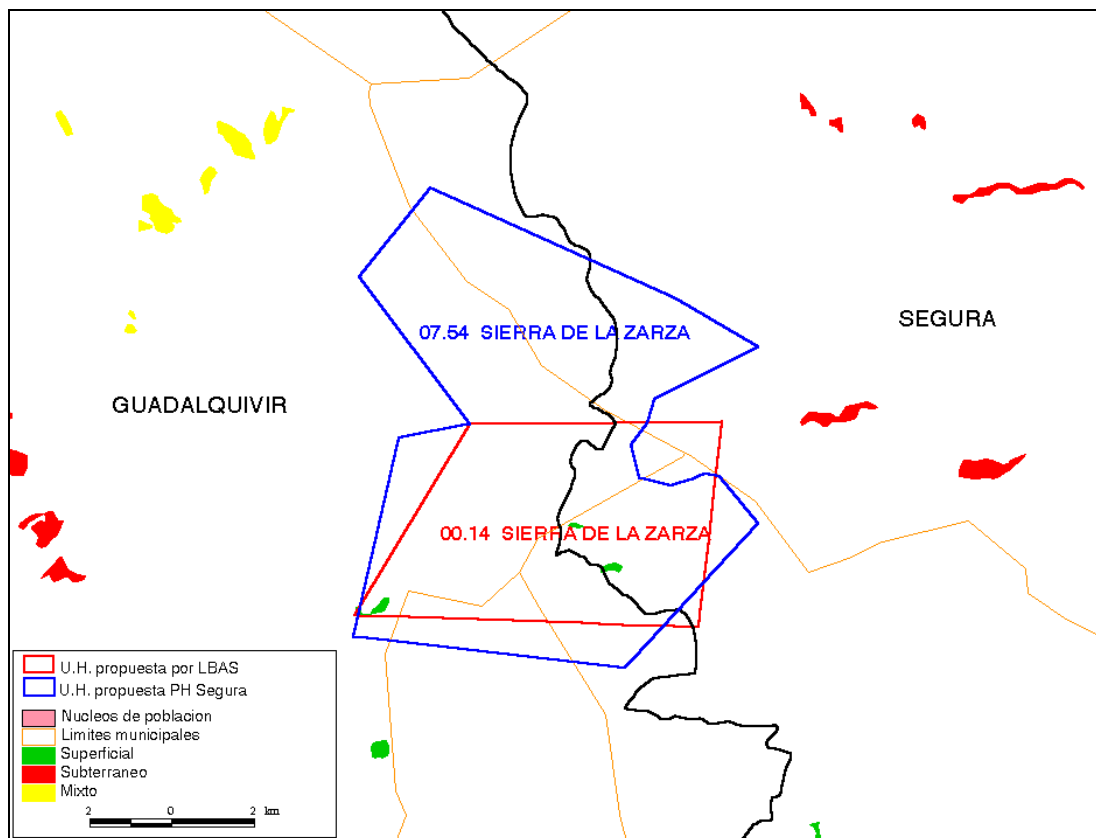 07.54 SIERRA DE LA ZARZA
SEGURA
GUADALQUIVIR
00.14 SIERRA DE LA ZARZA
U.H. propuesta por LBAS
U.H. propuesta PH Segura
Nucleos de poblacion
Limites municipales
Superficial
Subterraneo
Mixto
2 0 2 km